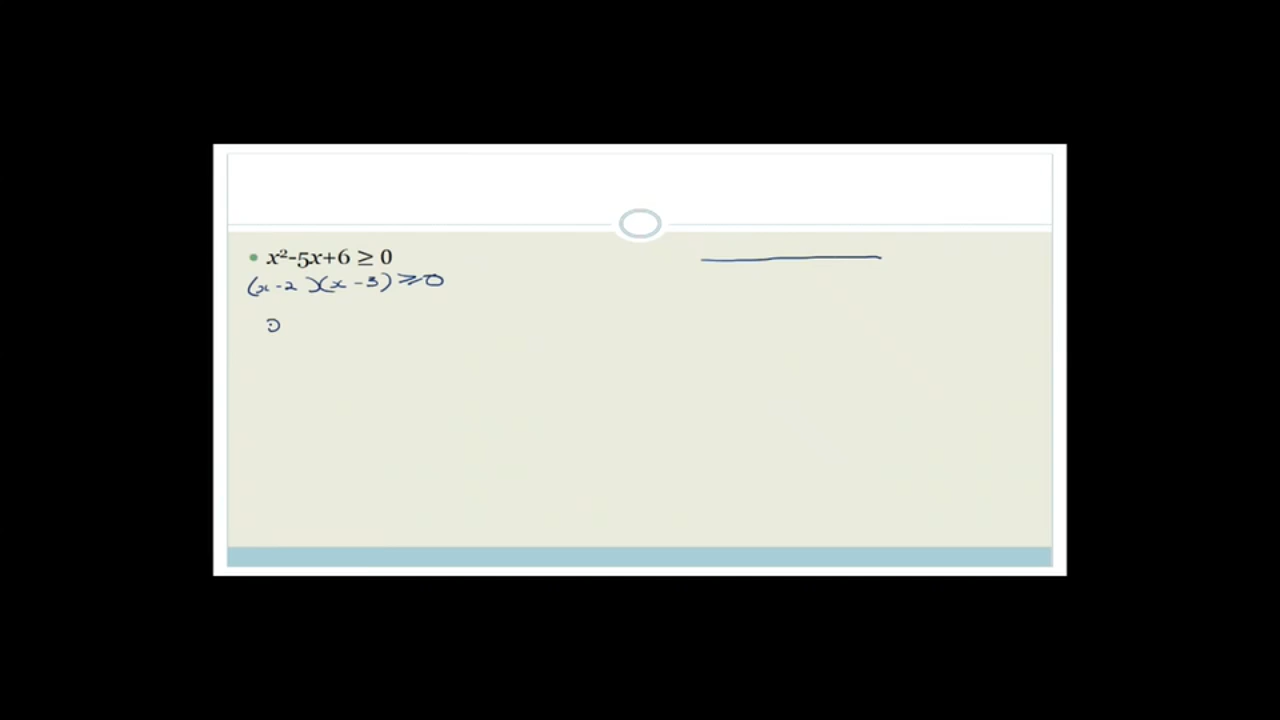 x²-5x+6 ≥ 0
(x-2)(x-3)≥0